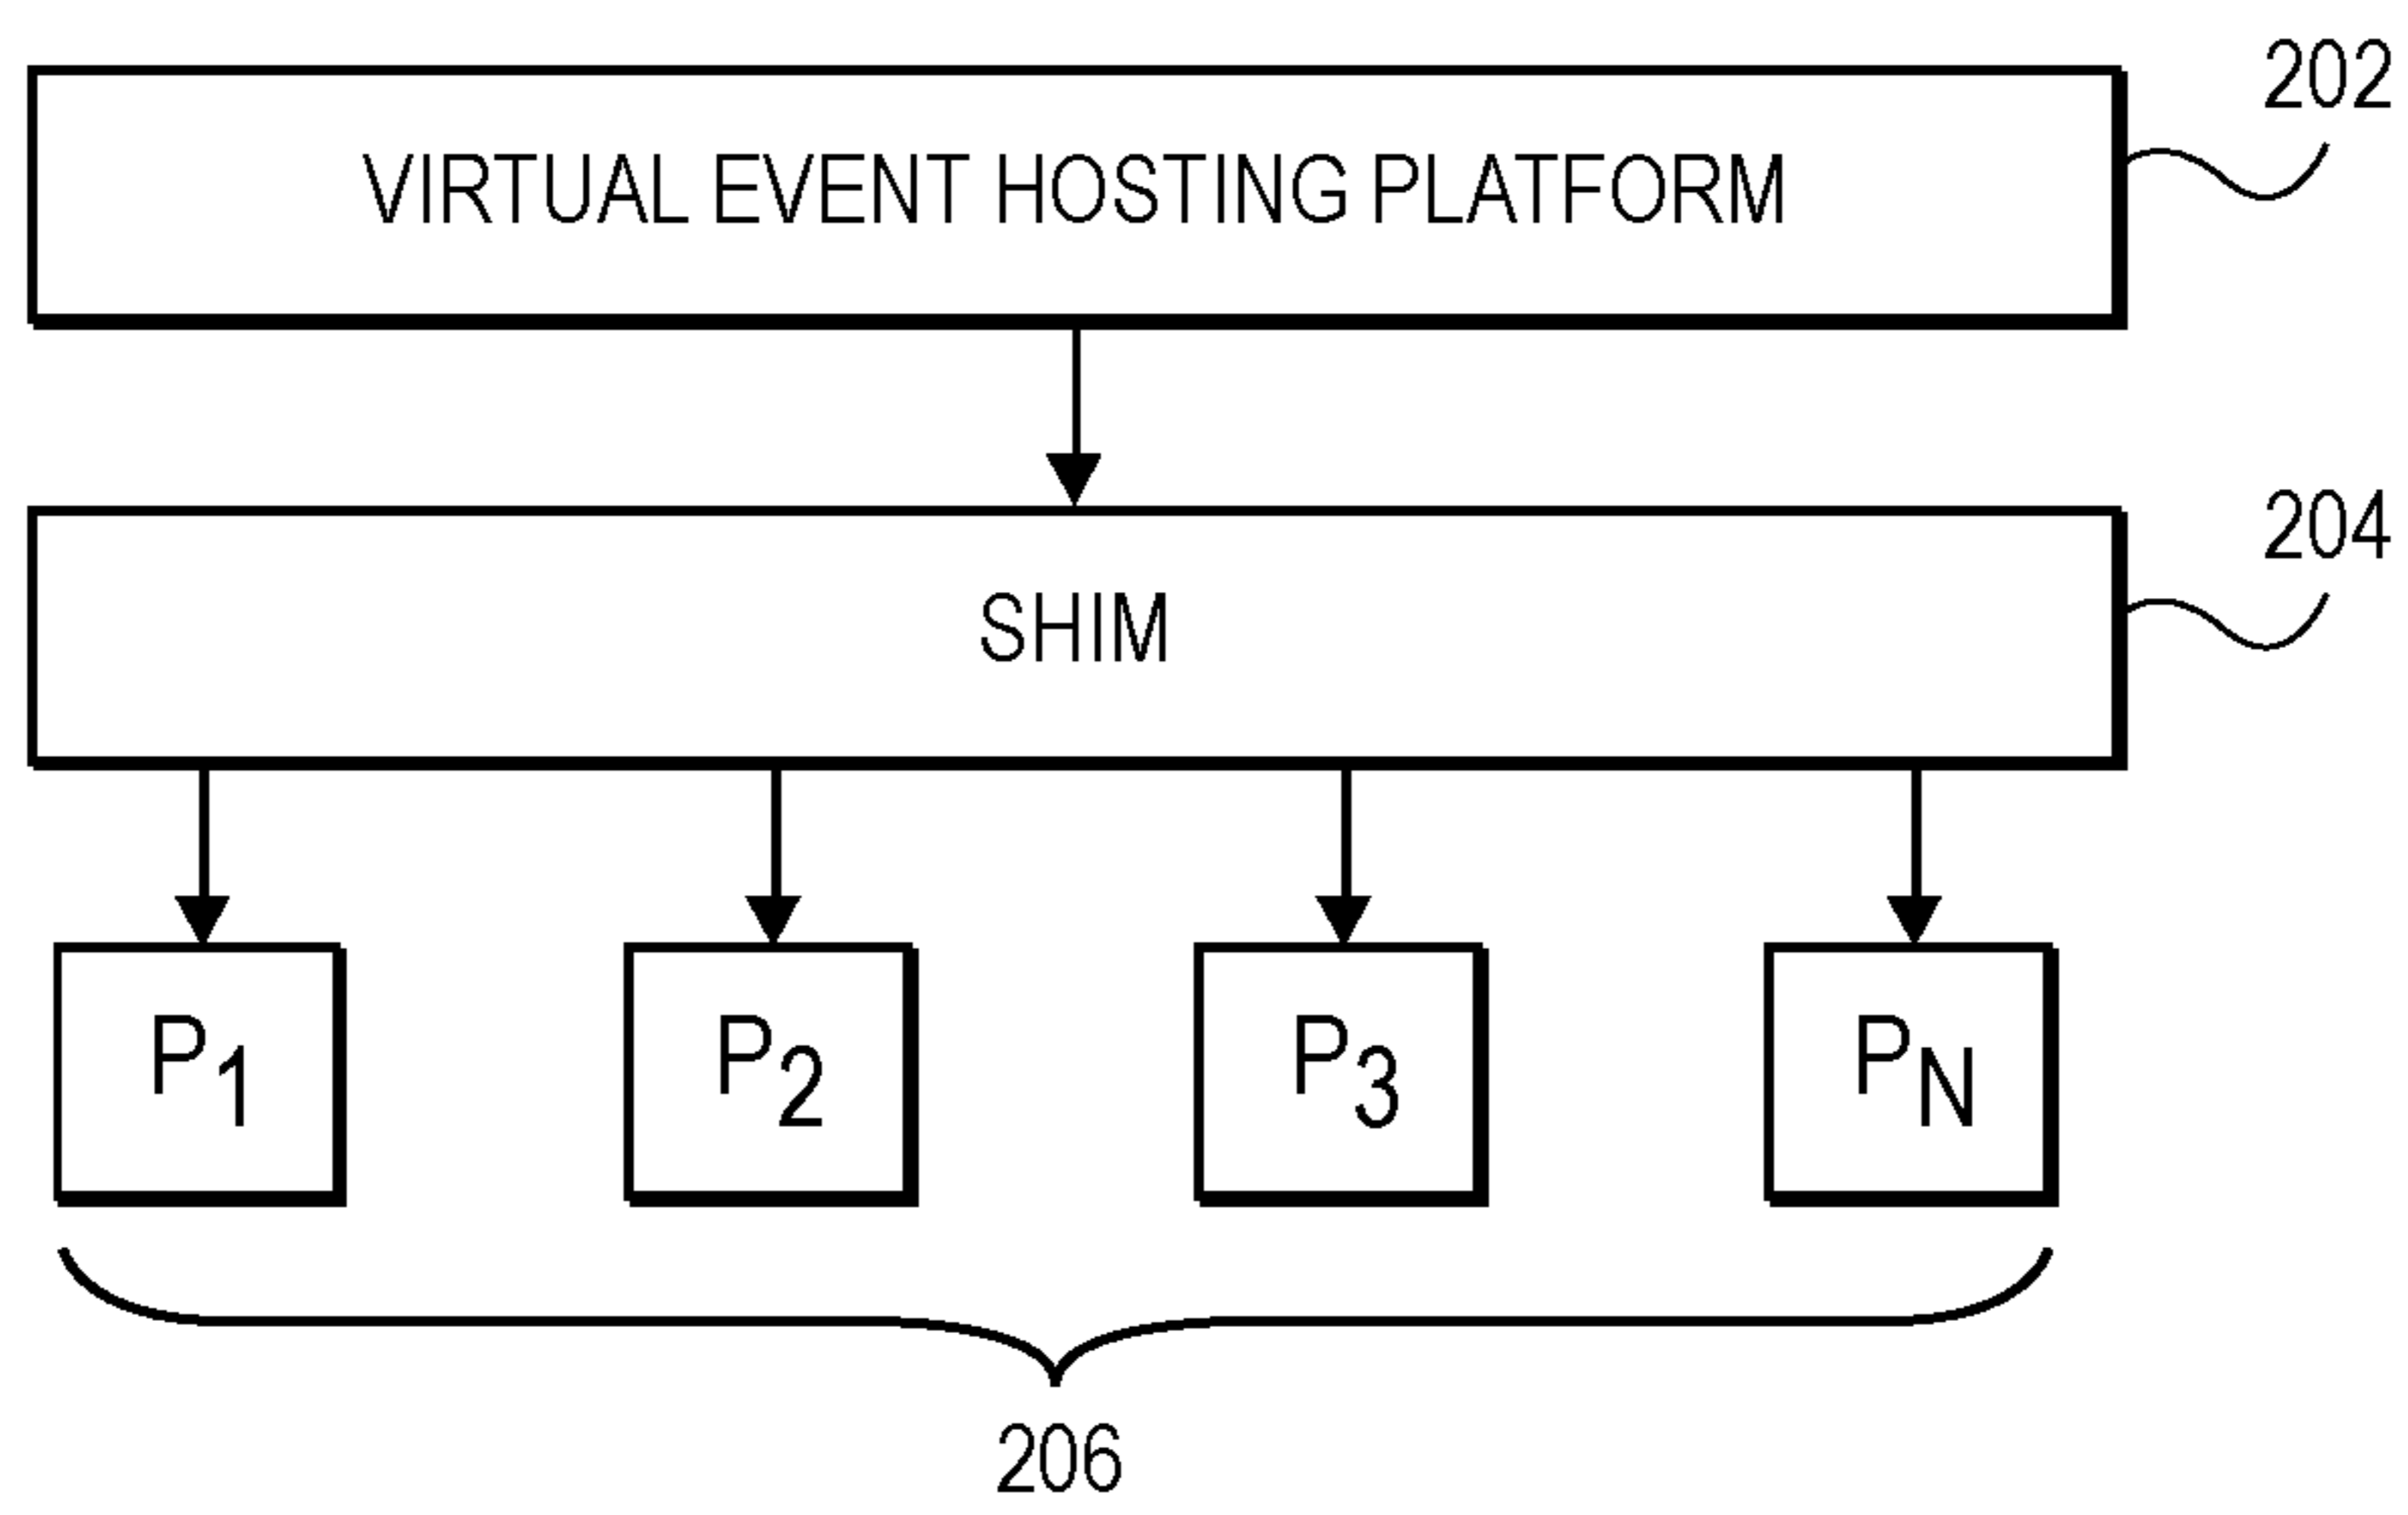 202
VIRTUAL EVENT HOSTING PLATFORM
204
SHIM
P1 P2 P3 PN
206